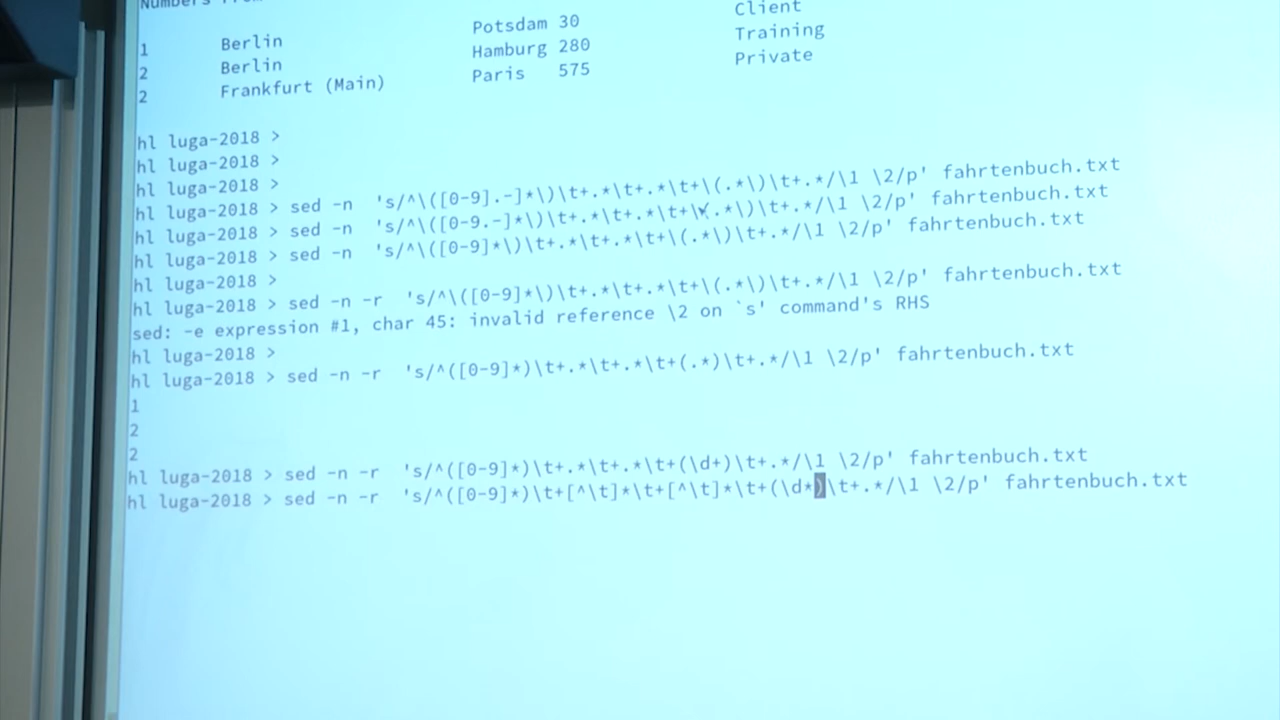 Numbers From
Client
Potsdam 30
1 Berlin Hamburg 280 Training
2 Berlin Paris 575 Private
2 Frankfurt (Main)
hl luga-2018 >
hl luga-2018 >
hl luga-2018 >
hl luga-2018 > sed -n 's/^\([0-9].-]*\)\t+.*\t+.*\t+\(.*\)\t+.*/\1 \2/p' fahrtenbuch.txt
hl luga-2018 > sed -n 's/^\([0-9.-]*\)\t+.*\t+.*\t+\(.*\)\t+.*/\1 \2/p' fahrtenbuch.txt
hl luga-2018 > sed -n 's/^\([0-9]*\)\t+.*\t+.*\t+\(.*\)\t+.*/\1 \2/p' fahrtenbuch.txt
hl luga-2018 >
hl luga-2018 > sed -n -r 's/^\([0-9]*\)\t+.*\t+.*\t+\(.*\)\t+.*/\1 \2/p' fahrtenbuch.txt
sed: -e expression #1, char 45: invalid reference \2 on `s' command's RHS
hl luga-2018 >
hl luga-2018 > sed -n -r 's/^([0-9]*)\t+.*\t+.*\t+(.*)\t+.*/\1 \2/p' fahrtenbuch.txt
1
2
2
hl luga-2018 > sed -n -r 's/^([0-9]*)\t+.*\t+.*\t+(\d+)\t+.*/\1 \2/p' fahrtenbuch.txt
hl luga-2018 > sed -n -r 's/^([0-9]*)\t+[^\t]*\t+[^\t]*\t+(\d*)\t+.*/\1 \2/p' fahrtenbuch.txt